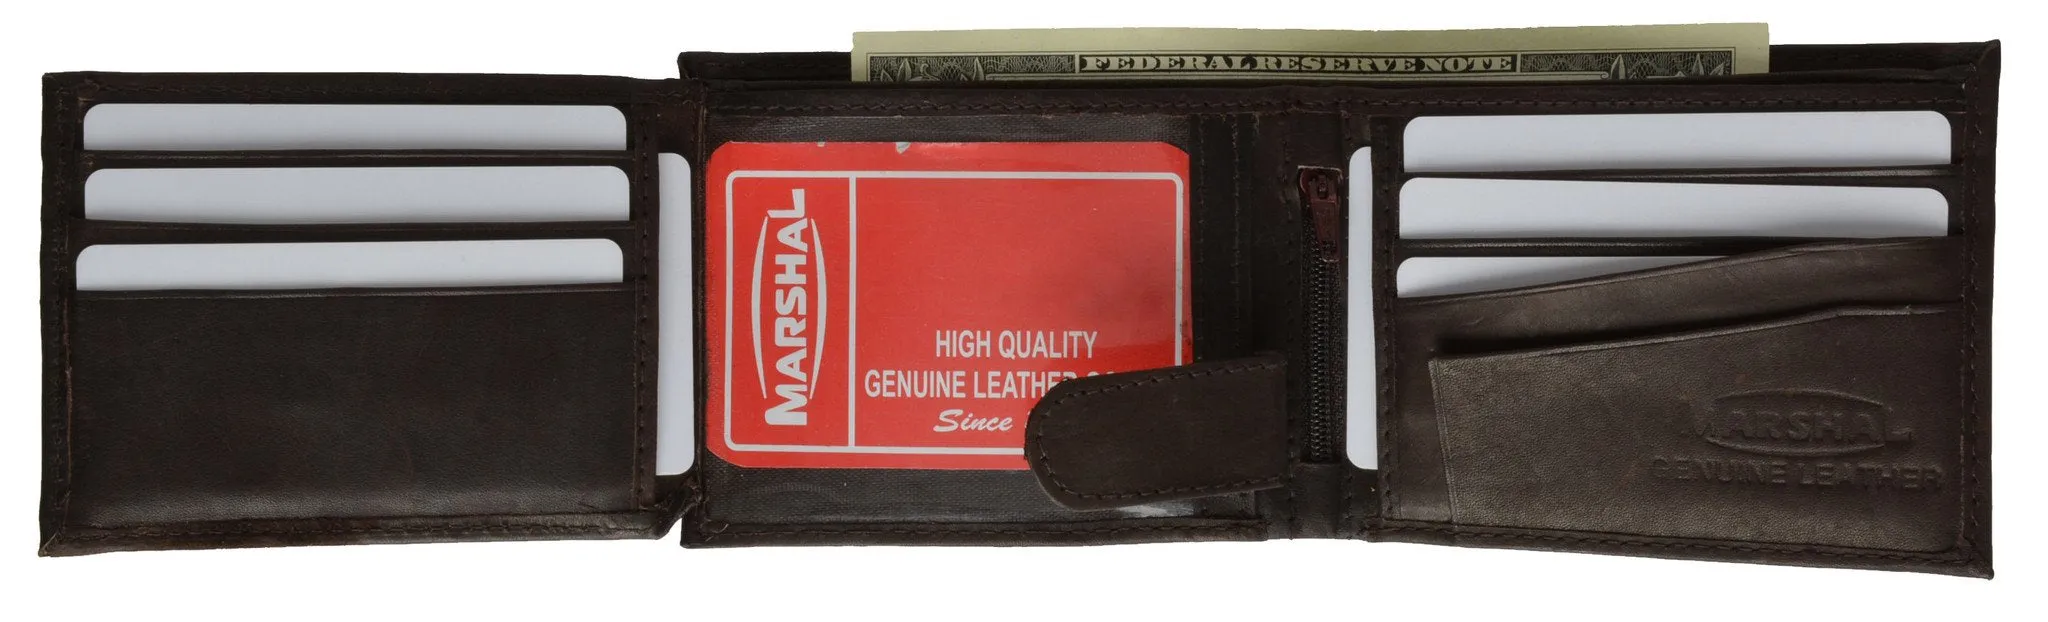 FEDERAL RESERVE NOTE
MARSHAL
HIGH QUALITY
GENUINE LEATHER
Since
MARSHAL
GENUINE LEATHER